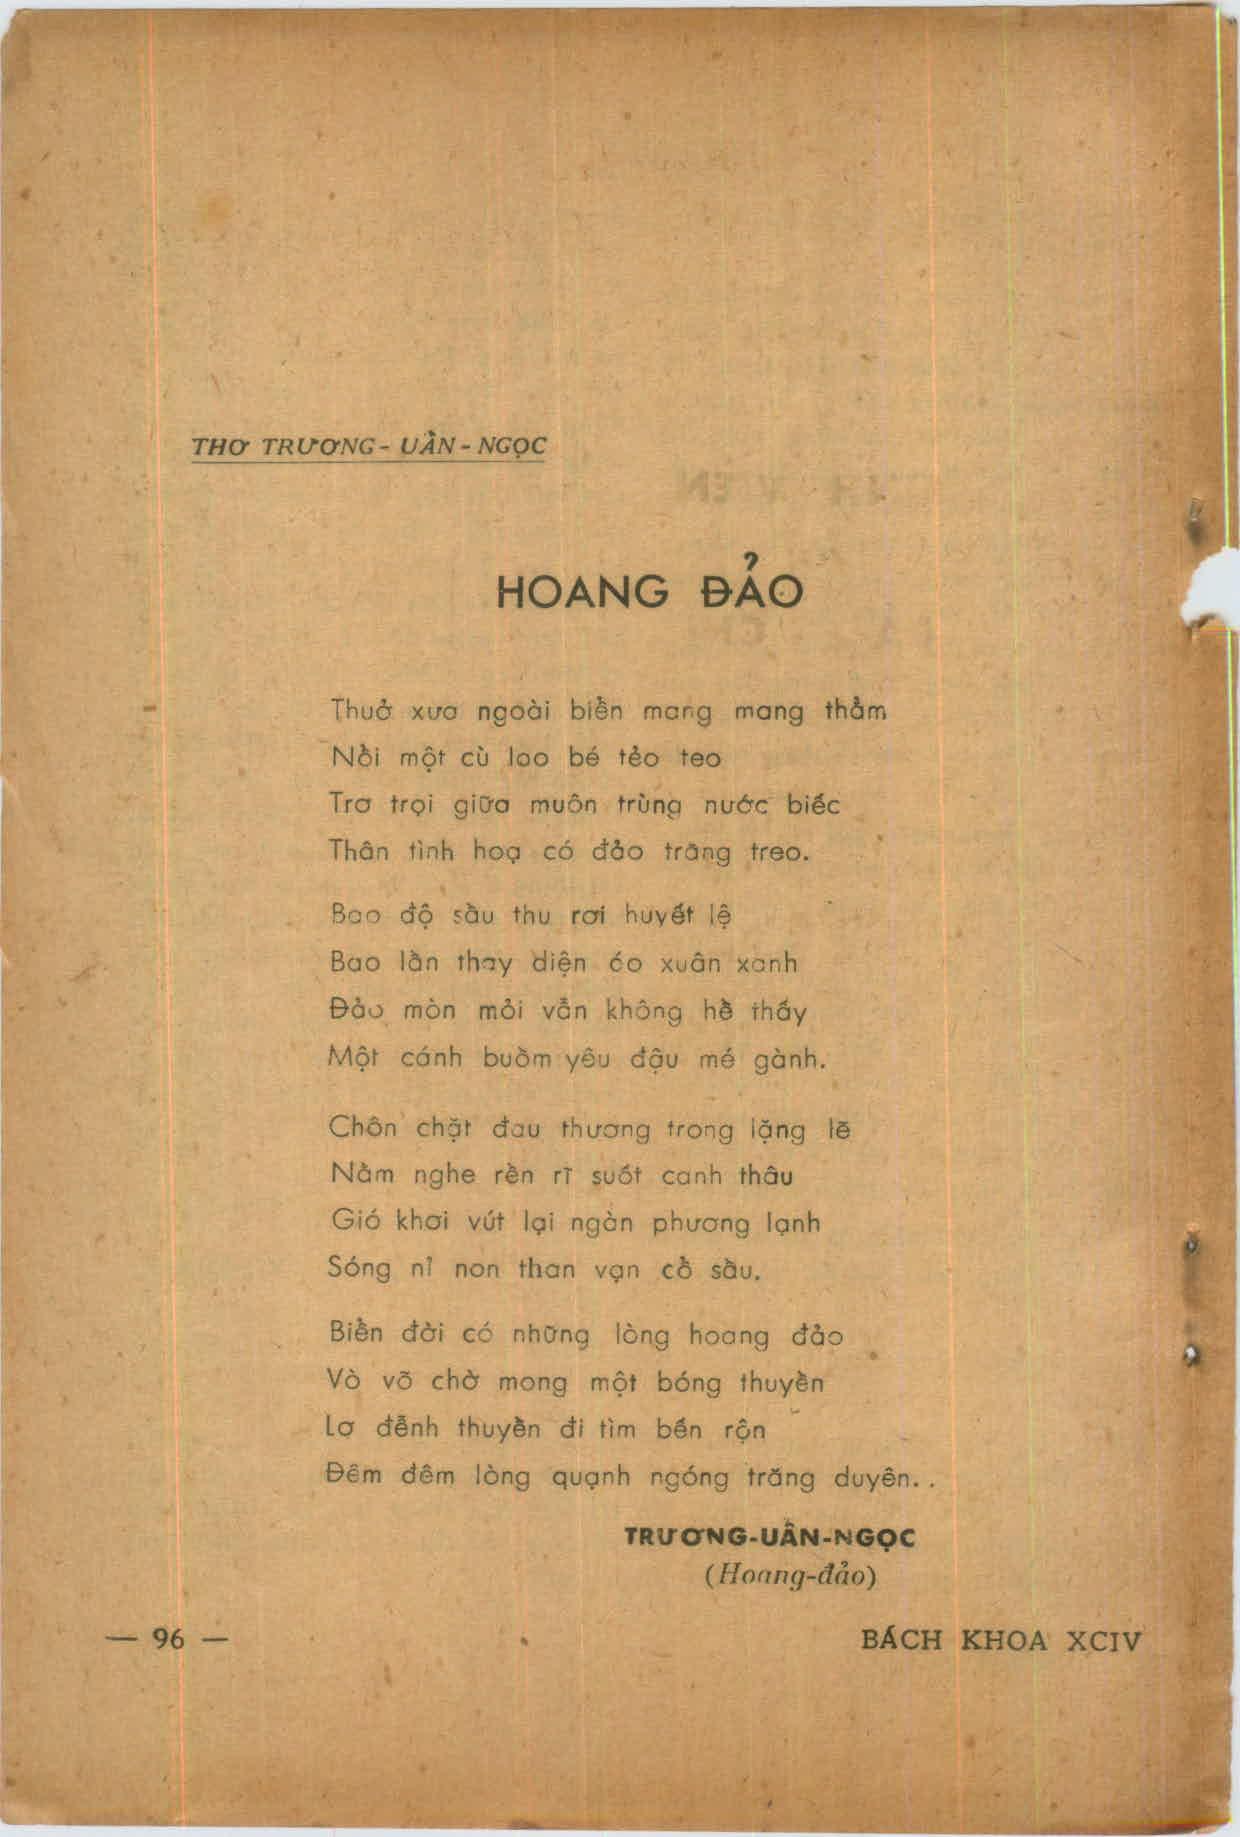 THƠ TRƯƠNG - UẨN - NGỌC
HOANG ĐẢO
Thuở xưa ngoài biển mang mang thẳm
Nổi một cù lao bé tẻo teo
Trơ trọi giữa muôn trùng nước biếc
Thân tình hoạ có đảo trăng treo.
Bao độ sầu thu rơi huyết lệ
Bao lần thay diện áo xuân xanh
Đảo mòn mỏi vẫn không hề thấy
Một cánh buồm yêu đậu mé gành.
Chôn chặt đau thương trong lặng lẽ
Nằm nghe rền rĩ suốt canh thâu
Gió khơi vút lại ngàn phương lạnh
Sóng nỉ non than vạn cổ sầu.
Biển đời có những lòng hoang đảo
Vò võ chờ mong một bóng thuyền
Lơ đễnh thuyền đi tìm bến rộn
Đêm đêm lòng quạnh ngóng trăng duyên. .
TRƯƠNG-UẨN-NGỌC
(Hoang-đảo)
— 96 —
BÁCH KHOA XCIV